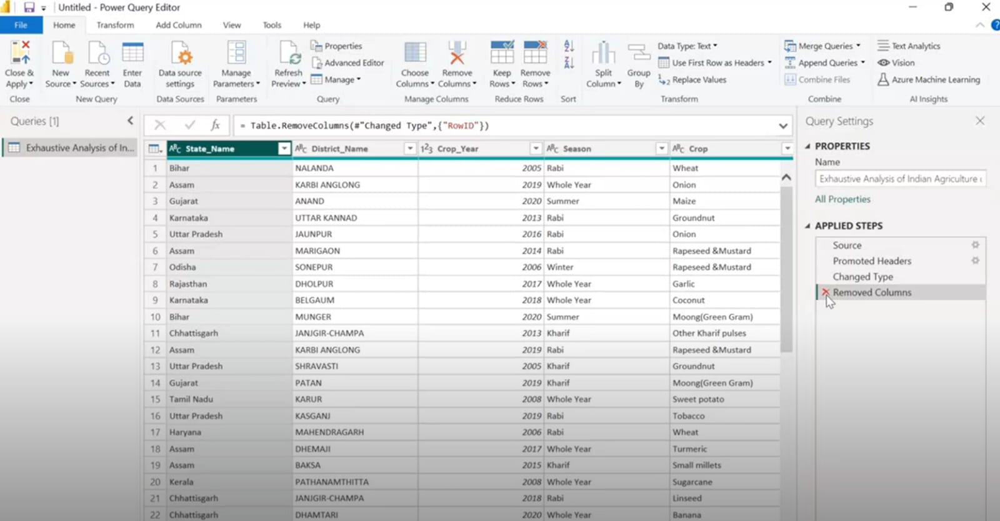 Untitled - Power Query Editor
File Home Transform Add Column View Tools Help
Close & Apply
New Source
Recent Sources
Enter Data
Data source settings
Manage Parameters
Refresh Preview
Properties
Advanced Editor
Manage
Choose Columns
Remove Columns
Keep Rows
Remove Rows
A Z
Z A
Split Column
Group By
Data Type: Text
Use First Row as Headers
1 2 Replace Values
Merge Queries
Append Queries
Combine Files
Text Analytics
Vision
Azure Machine Learning
Close New Query Data Sources Parameters Query Manage Columns Reduce Rows Sort Transform Combine AI Insights
Queries [1]
Exhaustive Analysis of In...
fx = Table.RemoveColumns(#"Changed Type",{"RowID"})
ABC State_Name ABC District_Name 123 Crop_Year ABC Season ABC Crop
1 Bihar NALANDA 2005 Rabi Wheat
2 Assam KARBI ANGLONG 2019 Whole Year Onion
3 Gujarat ANAND 2020 Summer Maize
4 Karnataka UTTAR KANNAD 2013 Rabi Groundnut
5 Uttar Pradesh JAUNPUR 2016 Rabi Onion
6 Assam MARIGAON 2014 Rabi Rapeseed &Mustard
7 Odisha SONEPUR 2006 Winter Rapeseed &Mustard
8 Rajasthan DHOLPUR 2017 Whole Year Garlic
9 Karnataka BELGAUM 2018 Whole Year Coconut
10 Bihar MUNGER 2020 Summer Moong(Green Gram)
11 Chhattisgarh JANJGIR-CHAMPA 2013 Kharif Other Kharif pulses
12 Assam KARBI ANGLONG 2019 Rabi Rapeseed &Mustard
13 Uttar Pradesh SHRAVASTI 2005 Kharif Groundnut
14 Gujarat PATAN 2019 Kharif Moong(Green Gram)
15 Tamil Nadu KARUR 2008 Whole Year Sweet potato
16 Uttar Pradesh KASGANJ 2019 Rabi Tobacco
17 Haryana MAHENDRAGARH 2006 Rabi Wheat
18 Assam DHEMAJI 2017 Whole Year Turmeric
19 Assam BAKSA 2015 Kharif Small millets
20 Kerala PATHANAMTHITTA 2008 Whole Year Sugarcane
21 Chhattisgarh JANJGIR-CHAMPA 2018 Rabi Linseed
22 Chhattisgarh DHAMTARI 2020 Whole Year Banana
Query Settings
PROPERTIES
Name
Exhaustive Analysis of Indian Agriculture
All Properties
APPLIED STEPS
Source
Promoted Headers
Changed Type
Removed Columns